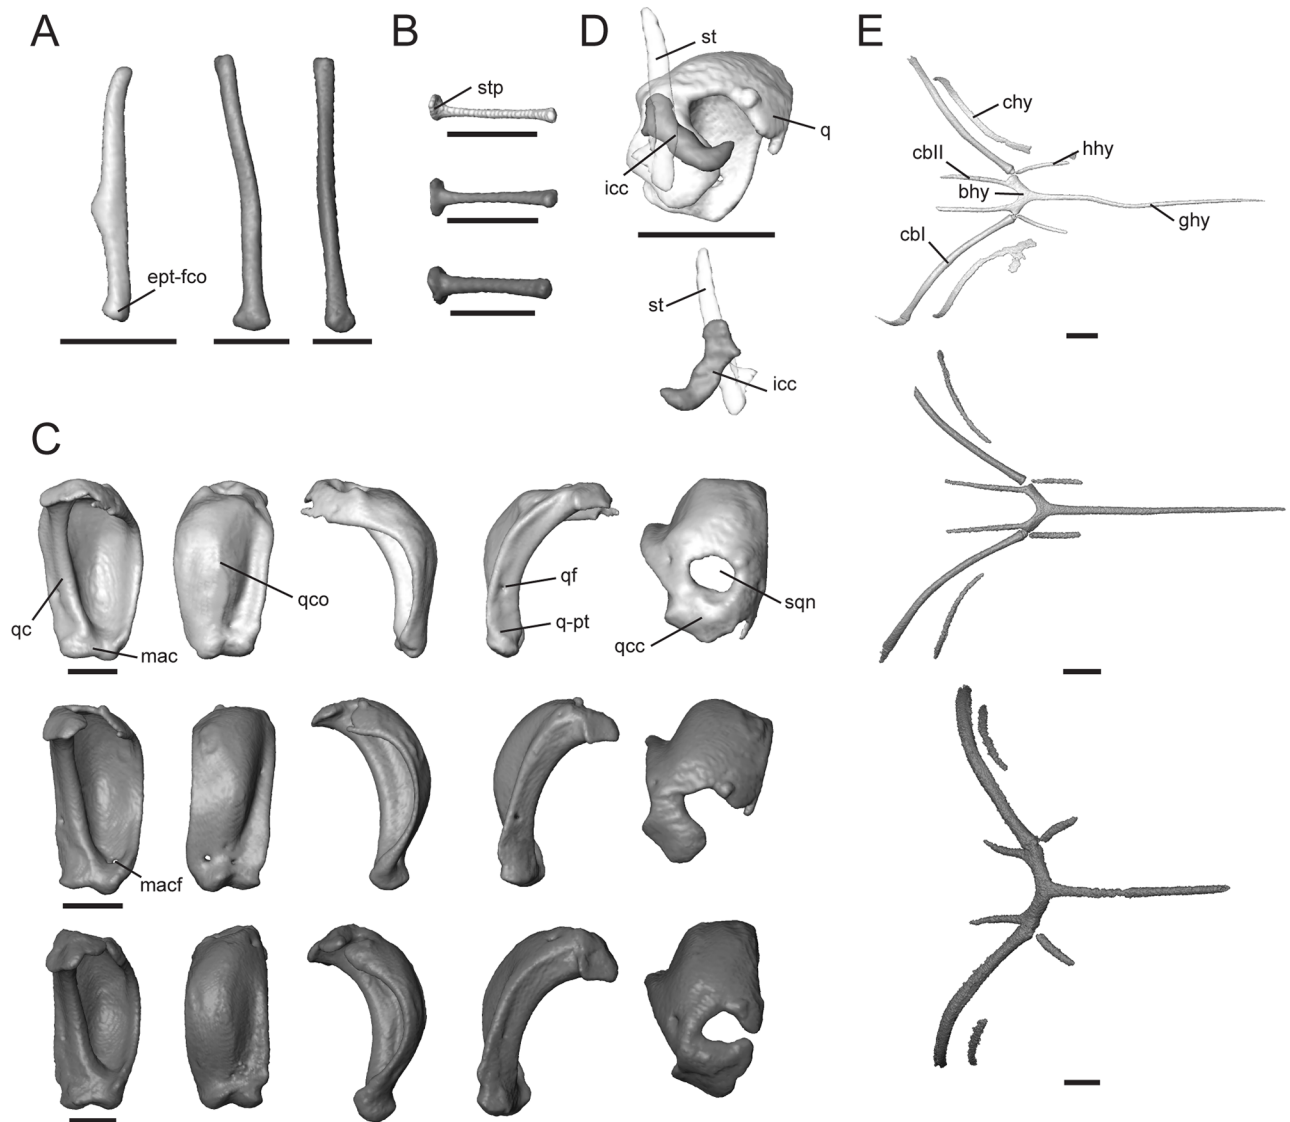 A
B
D
E
st
stp
q
icc
ept-fco
chy
cbII
hhy
bhy
ghy
cbI
st
icc
C
qc
qco
mac
qf
q-pt
sqn
qcc
macf